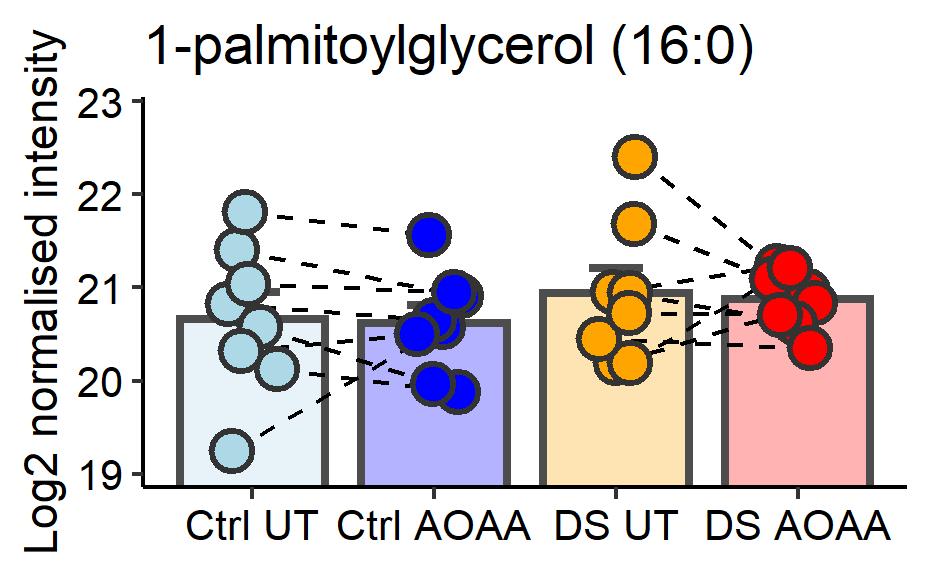 1-palmitoylglycerol (16:0)
Log2 normalised intensity
23
22
21
20
19
Ctrl UT
Ctrl AOAA
DS UT
DS AOAA